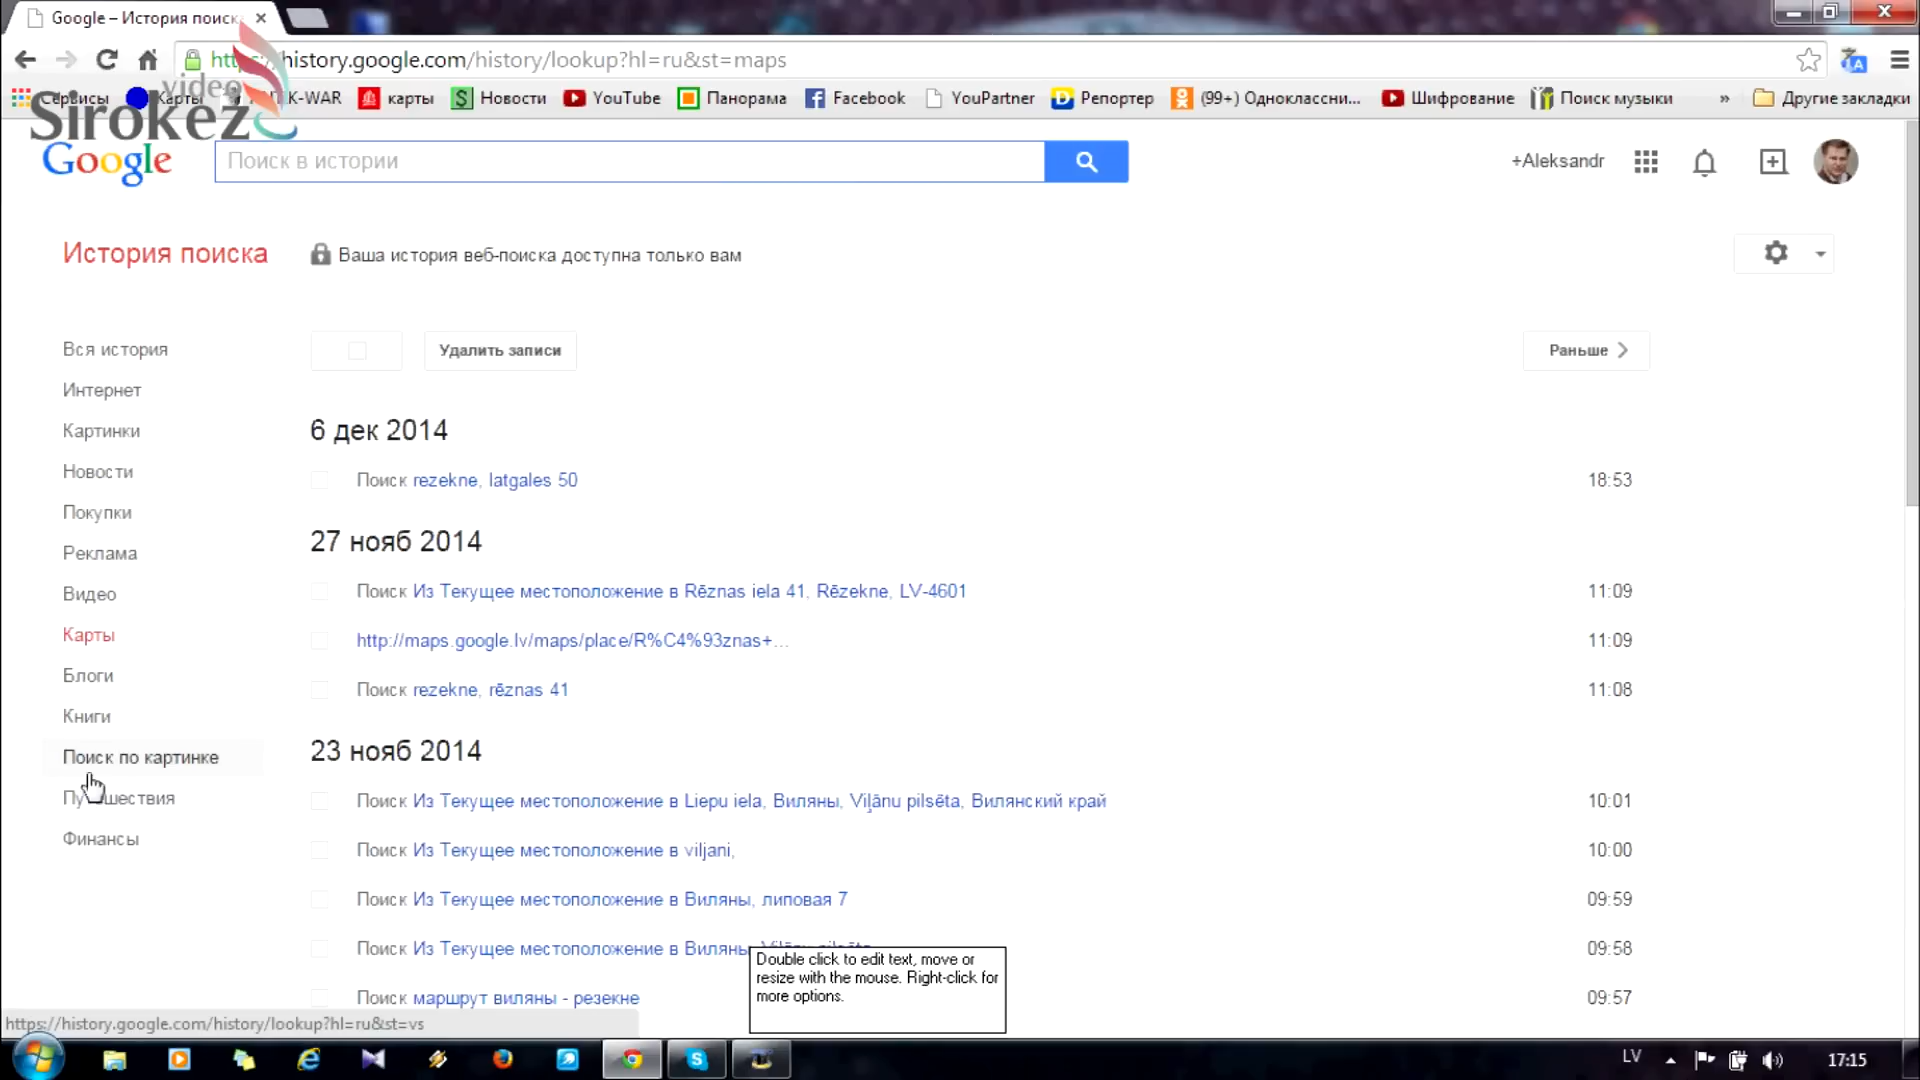 Google – История поиск
https://history.google.com/history/lookup?hl=ru&st=maps
video
Sirokez
Сервисы Карты K-WAR карты Новости YouTube Панорама Facebook YouPartner Репортер (99+) Одноклассни... Шифрование Поиск музыки » Другие закладки
Google Поиск в истории +Aleksandr
История поиска Ваша история веб-поиска доступна только вам
Вся история
Интернет
Картинки
Новости
Покупки
Реклама
Видео
Карты
Блоги
Книги
Поиск по картинке
Путешествия
Финансы
Удалить записи Раньше
6 дек 2014
Поиск rezekne, latgales 50 18:53
27 нояб 2014
Поиск Из Текущее местоположение в Rēznas iela 41, Rēzekne, LV-4601 11:09
http://maps.google.lv/maps/place/R%C4%93znas+... 11:09
Поиск rezekne, rēznas 41 11:08
23 нояб 2014
Поиск Из Текущее местоположение в Liepu iela, Виляны, Viļānu pilsēta, Вилянский край 10:01
Поиск Из Текущее местоположение в viljani, 10:00
Поиск Из Текущее местоположение в Виляны, липовая 7 09:59
Поиск Из Текущее местоположение в Виляны, Viļānu pilsēta 09:58
Поиск маршрут виляны - резекне 09:57
Double click to edit text, move or
resize with the mouse. Right-click for
more options.
https://history.google.com/history/lookup?hl=ru&st=vs
LV 17:15